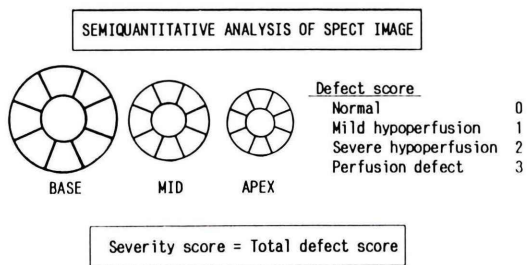 SEMIQUANTITATIVE ANALYSIS OF SPECT IMAGE
Defect score
Normal 0
Mild hypoperfusion 1
Severe hypoperfusion 2
Perfusion defect 3
BASE MID APEX
Severity score = Total defect score